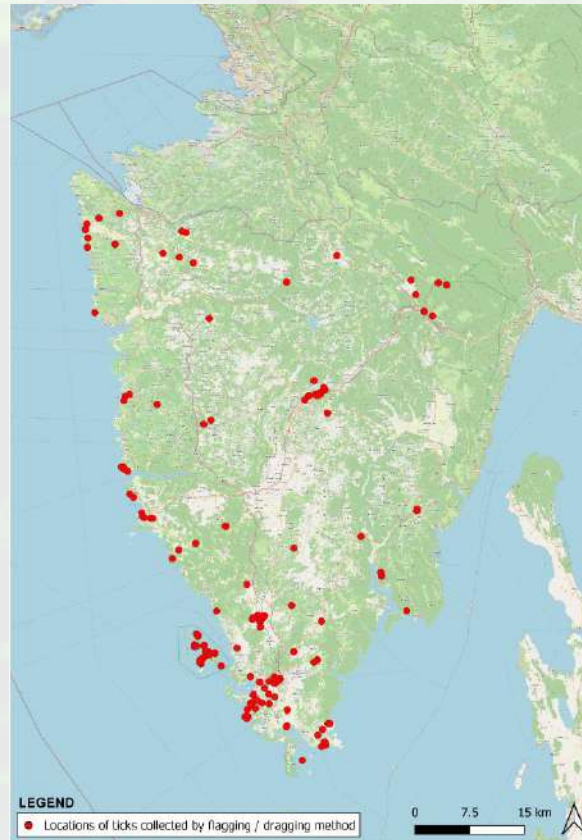 LEGEND
Locations of ticks collected by flagging / dragging method
0 7.5 15 km